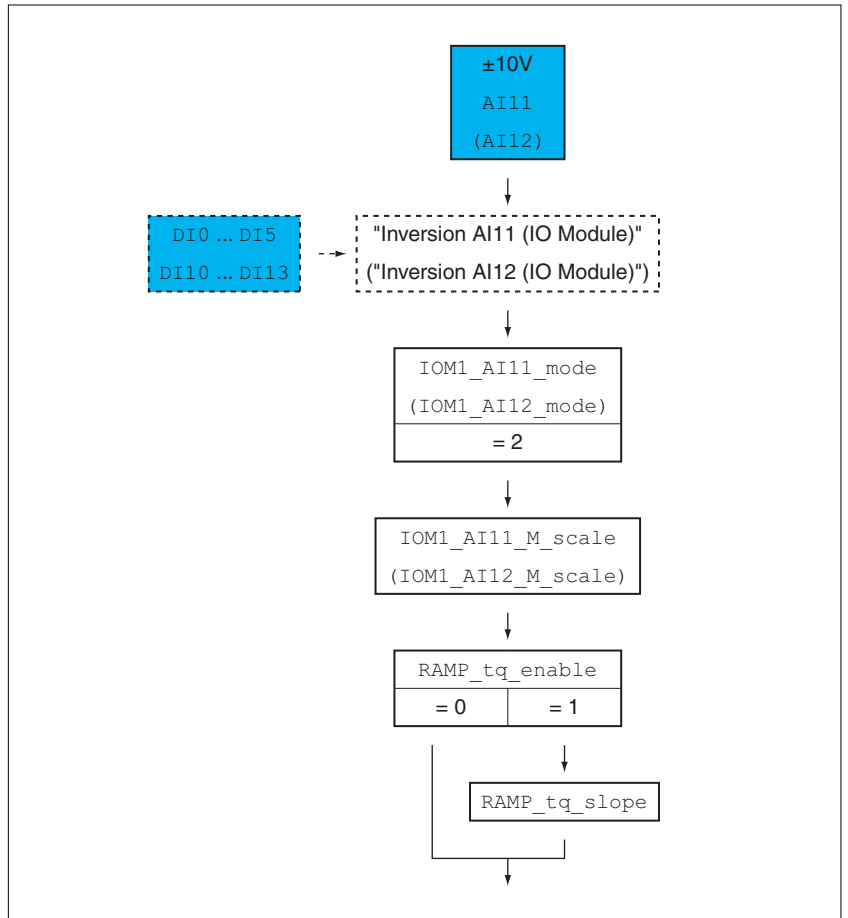 ±10V
AI11
(AI12)
DI0 ... DI5
DI10 ... DI13
"Inversion AI11 (IO Module)"
("Inversion AI12 (IO Module)")
IOM1_AI11_mode
(IOM1_AI12_mode)
= 2
IOM1_AI11_M_scale
(IOM1_AI12_M_scale)
RAMP_tq_enable
= 0
= 1
RAMP_tq_slope